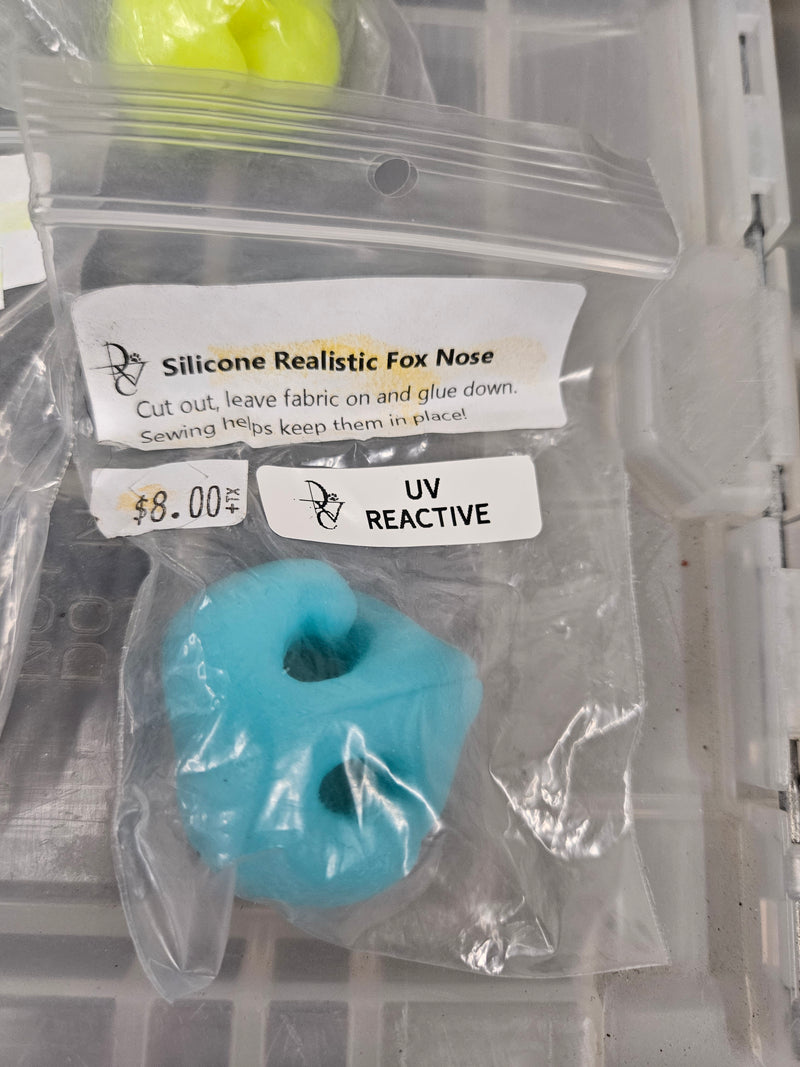 Silicone Realistic Fox Nose
Cut out, leave fabric on and glue down.
Sewing helps keep them in place!
$8.00+TX
UV
REACTIVE